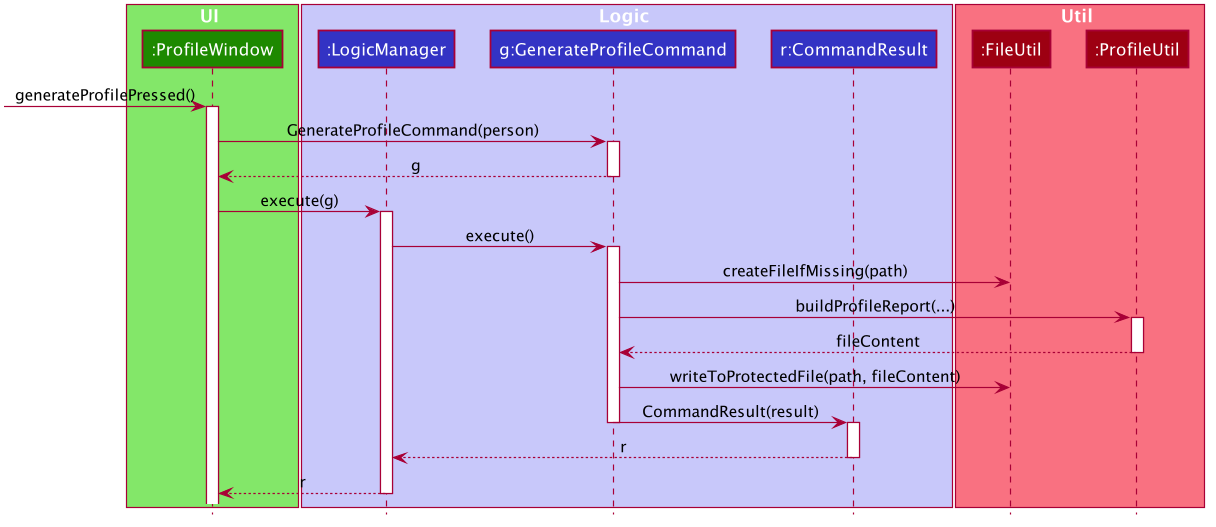 UI
Logic
Util
:ProfileWindow
:LogicManager
g:GenerateProfileCommand
r:CommandResult
:FileUtil
:ProfileUtil
generateProfilePressed()
GenerateProfileCommand(person)
g
execute(g)
execute()
createFileIfMissing(path)
buildProfileReport(...)
fileContent
writeToProtectedFile(path, fileContent)
CommandResult(result)
r
r